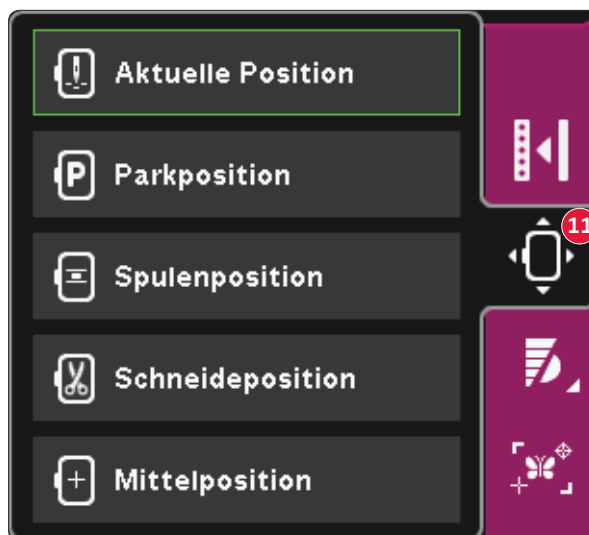 Aktuelle Position
P Parkposition
11
Spulenposition
Schneideposition
Mittelposition